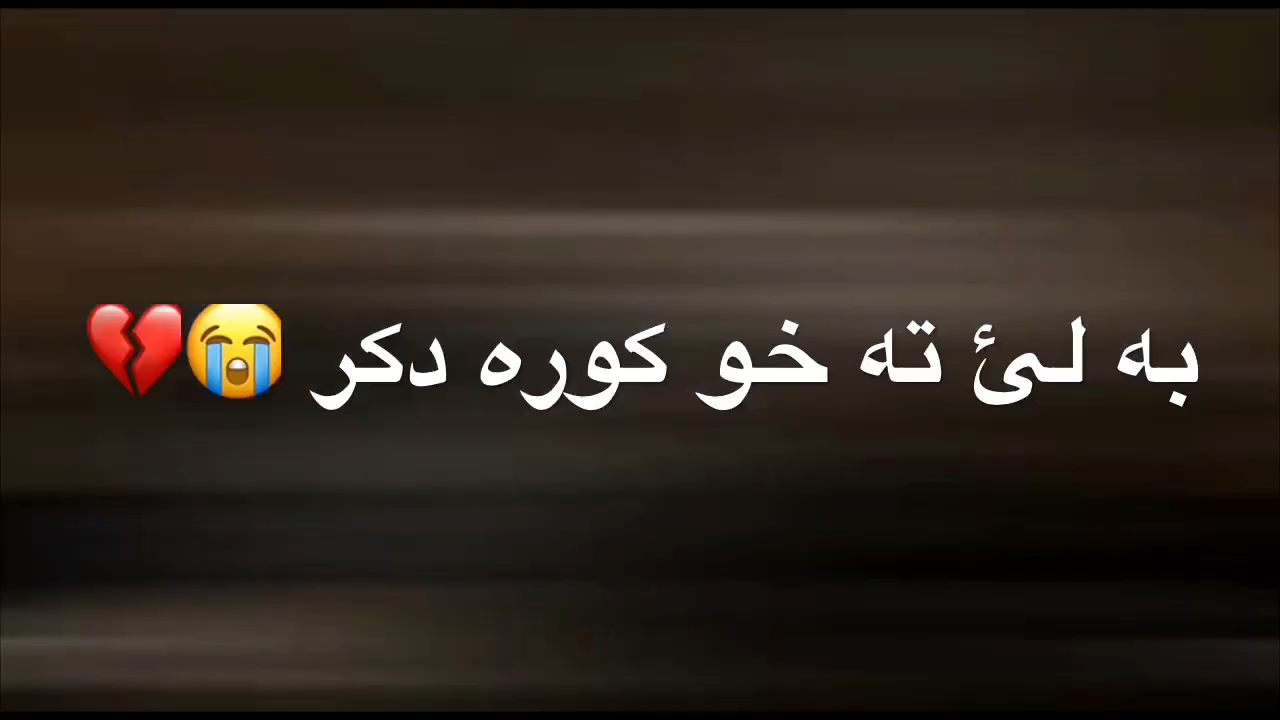 به لئ ته خو کوره دکر 😭💔